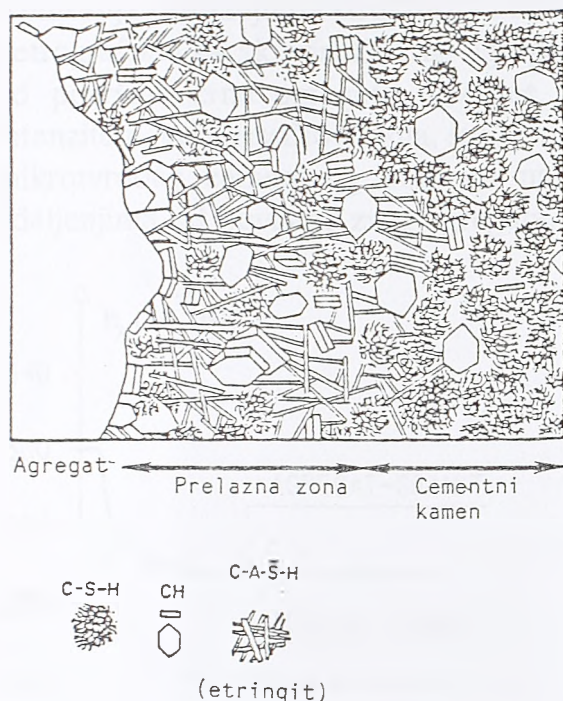 Agregat
Prelazna zona
Cementni
kamen
C-S-H
CH
C-A-S̄-H
(etringit)